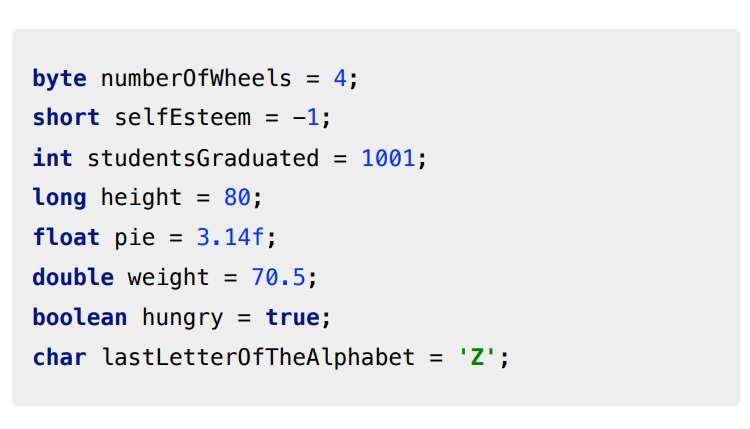 byte numberOfWheels = 4;
short selfEsteem = −1;
int studentsGraduated = 1001;
long height = 80;
float pie = 3.14f;
double weight = 70.5;
boolean hungry = true;
char lastLetterOfTheAlphabet = 'Z';